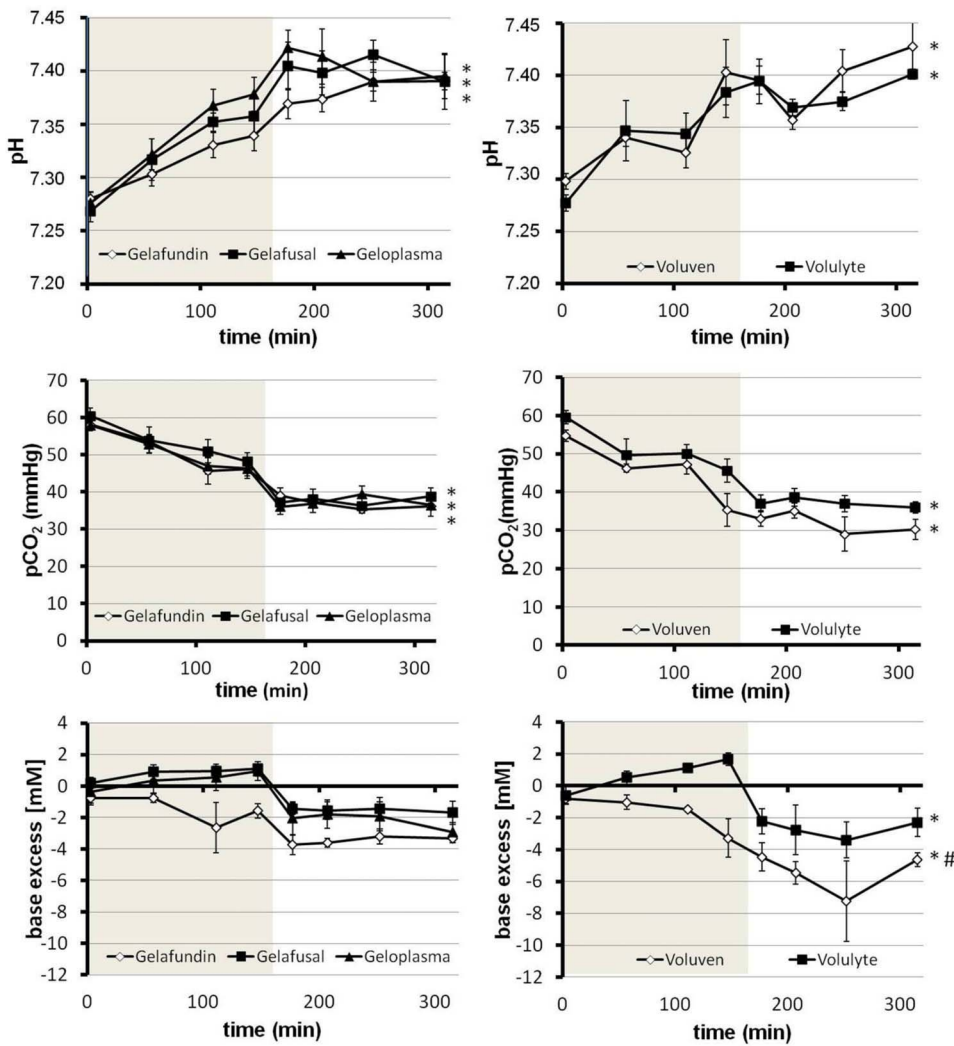 7.45
7.40
7.35
7.30
7.25
7.20
pH
Gelafundin Gelafusal Geloplasma
*
*
*
0 100 200 300
time (min)
7.45
7.40
7.35
7.30
7.25
7.20
pH
Voluven Volulyte
*
*
0 100 200 300
time (min)
70
60
50
40
30
20
10
0
pCO2 (mmHg)
Gelafundin Gelafusal Geloplasma
*
*
*
0 100 200 300
time (min)
70
60
50
40
30
20
10
0
pCO2(mmHg)
Voluven Volulyte
*
*
0 100 200 300
time (min)
4
2
0
-2
-4
-6
-8
-10
-12
base excess [mM]
Gelafundin Gelafusal Geloplasma
0 100 200 300
time (min)
4
2
0
-2
-4
-6
-8
-10
-12
base excess [mM]
Voluven Volulyte
*
* #
0 100 200 300
time (min)